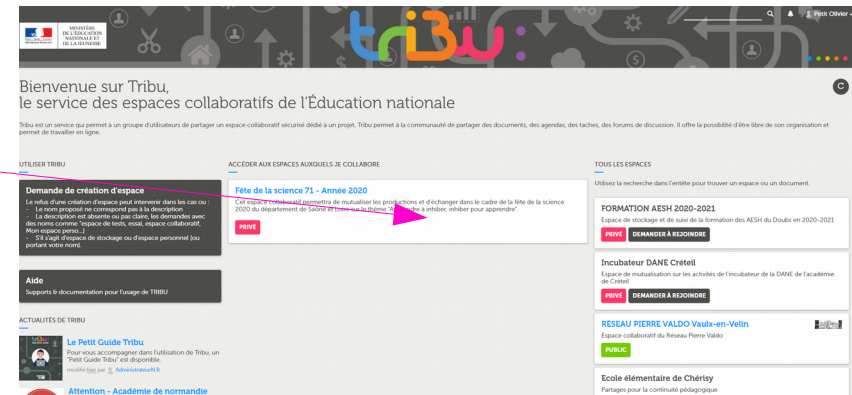 MINISTÈRE
DE L'ÉDUCATION
NATIONALE ET
DE LA JEUNESSE
triBu
Petit Olivier
Bienvenue sur Tribu,
le service des espaces collaboratifs de l'Éducation nationale
Tribu est un service qui permet à un groupe d'utilisateurs de partager un espace collaboratif sécurisé dédié à un projet. Tribu permet à la communauté de partager des documents, des agendas, des taches, des forums de discussion. Il offre la possibilité d'être libre de son organisation et
permet de travailler en ligne.
UTILISER TRIBU
Demande de création d'espace
Le refus d'une création d'espace peut intervenir dans les cas ou :
- Le nom proposé ne correspond pas à la description
- La description est absente ou pas claire, les demandes avec
des noms comme "espace de tests, essai, espace collaboratif,
Mon espace perso...)
- S'il s'agit d'espace de stockage ou d'espace personnel (ou
portant votre nom).
Aide
Supports & documentation pour l'usage de TRIBU
ACTUALITÉS DE TRIBU
Le Petit Guide Tribu
Pour vous accompagner dans l'utilisation de Tribu, un
"Petit Guide Tribu" est disponible.
modifié hier par AdministrateurN B
Attention - Académie de normandie
ACCÉDER AUX ESPACES AUXQUELS JE COLLABORE
Fête de la science 71 - Année 2020
Cet espace collaboratif permettra de mutualiser les productions et d'échanger dans le cadre de la fête de la science
2020 du département de Saône et Loire sur le thème "Apprendre à inhiber, inhiber pour apprendre".
PRIVÉ
TOUS LES ESPACES
Utilisez la recherche dans l'entête pour trouver un espace ou un document.
FORMATION AESH 2020-2021
Espace de stockage et de suivi de la formation des AESH du Doubs en 2020-2021
PRIVÉ DEMANDER À REJOINDRE
Incubateur DANE Créteil
Espace de mutualisation sur les activités de l'incubateur de la DANE de l'académie
de Créteil
PRIVÉ DEMANDER À REJOINDRE
RÉSEAU PIERRE VALDO Vaulx-en-Velin
Espace collaboratif du Réseau Pierre Valdo
PUBLIC
Ecole élémentaire de Chérisy
Partages pour la continuité pédagogique